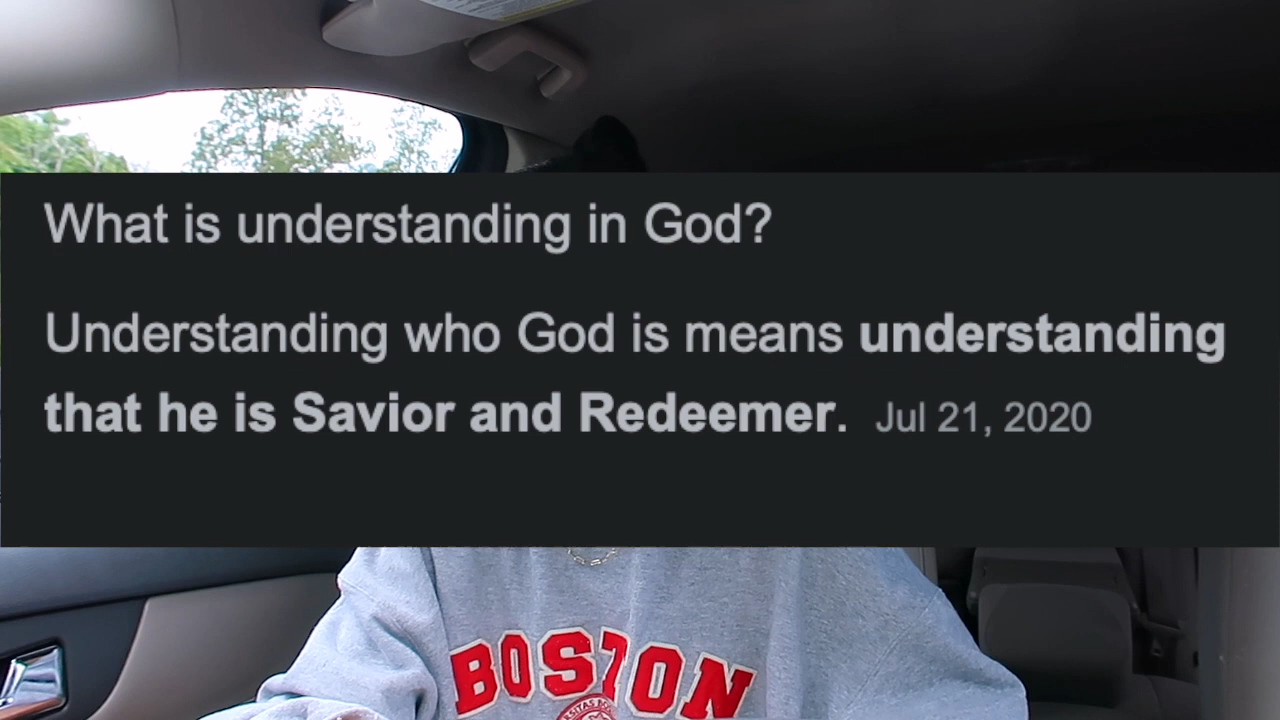 What is understanding in God?
Understanding who God is means understanding
that he is Savior and Redeemer. Jul 21, 2020
BOSTON